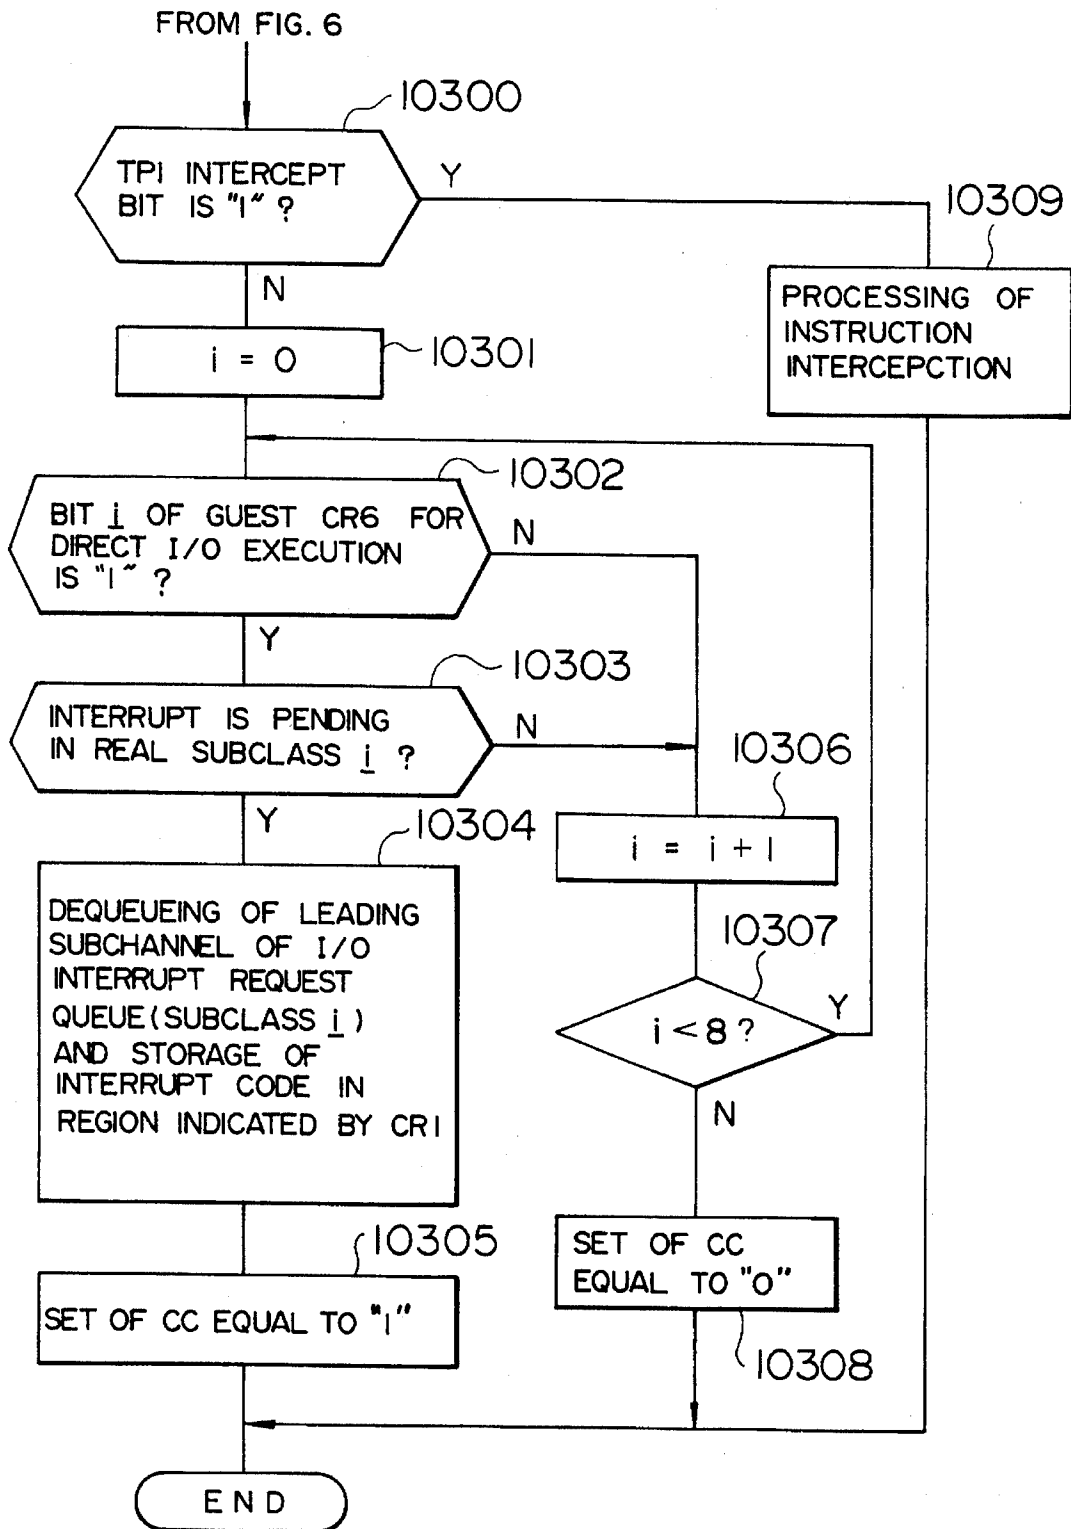 FROM FIG. 6
10300
TPI INTERCEPT
BIT IS "1" ?
Y
N
10309
PROCESSING OF
INSTRUCTION
INTERCEPCTION
i = 0
10301
10302
BIT i OF GUEST CR6 FOR
DIRECT I/O EXECUTION
IS "1" ?
N
Y
10303
INTERRUPT IS PENDING
IN REAL SUBCLASS i ?
N
Y
10306
i = i + 1
10304
DEQUEUEING OF LEADING
SUBCHANNEL OF I/O
INTERRUPT REQUEST
QUEUE(SUBCLASS i)
AND STORAGE OF
INTERRUPT CODE IN
REGION INDICATED BY CR1
10307
i < 8 ?
Y
N
10305
SET OF CC EQUAL TO "1"
SET OF CC
EQUAL TO "0"
10308
END